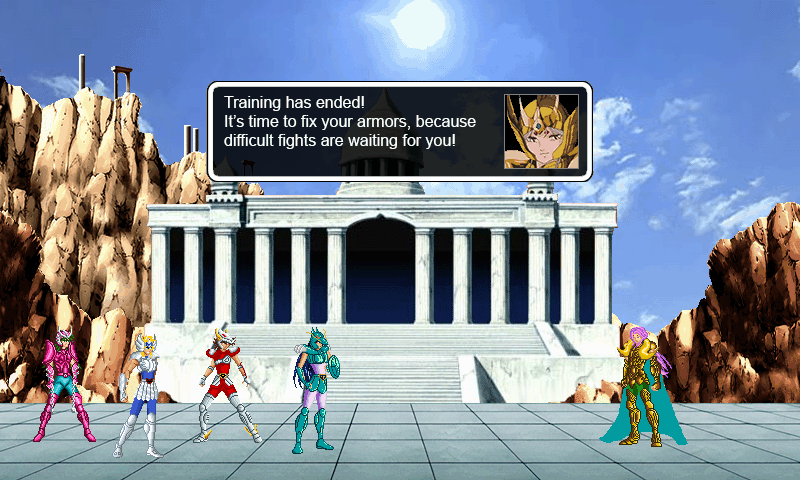 Training has ended!
It's time to fix your armors, because
difficult fights are waiting for you!